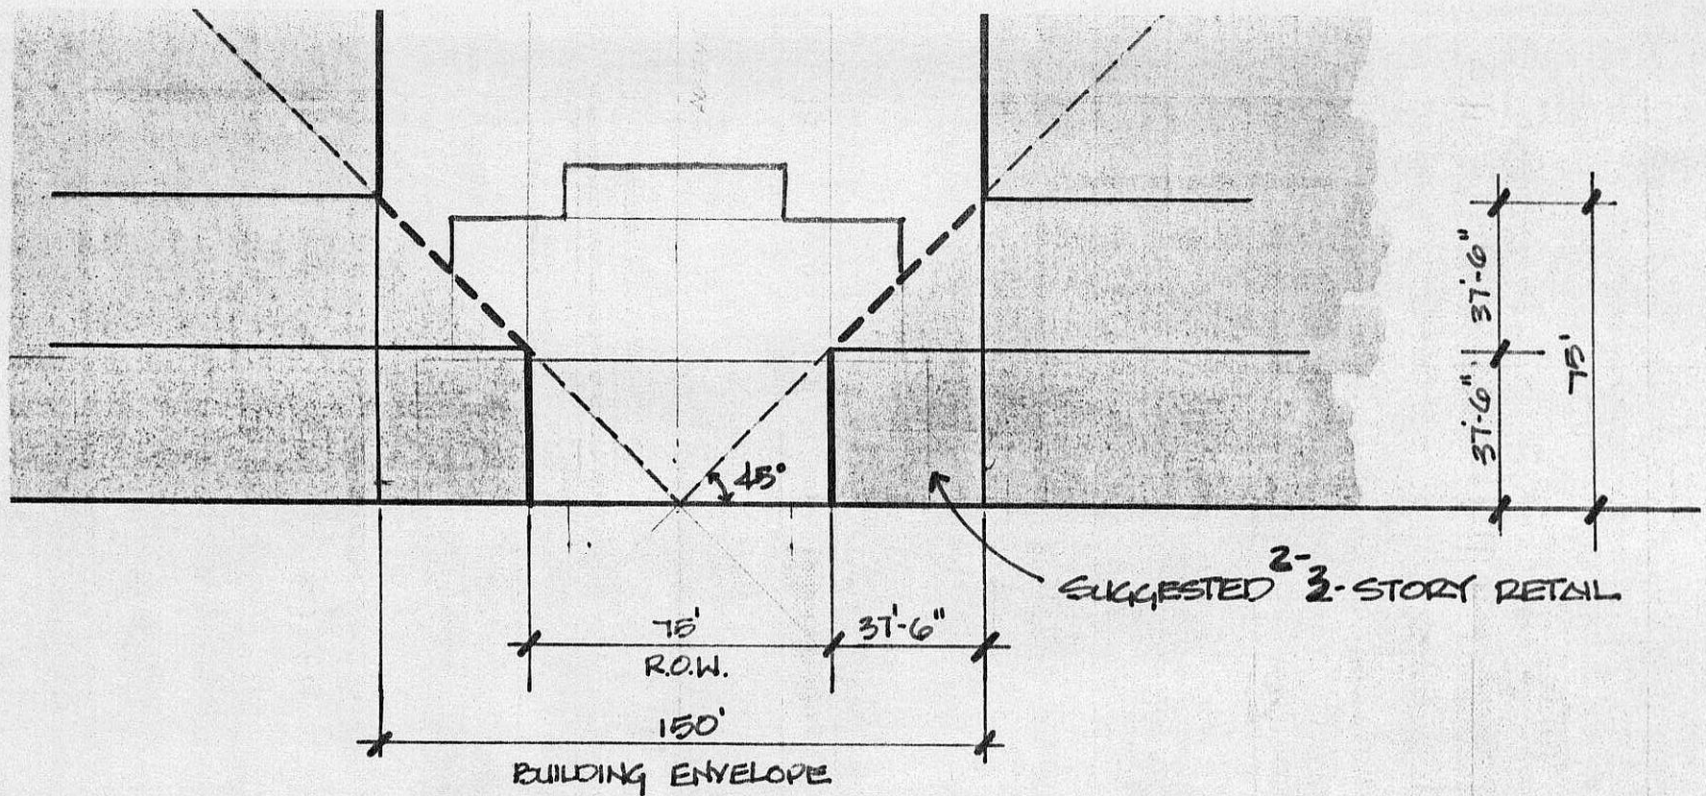 37'-6"
75'
37'-6"
45°
SUGGESTED 2-3-STORY RETAIL
75'
37'-6"
R.O.W.
150'
BUILDING ENVELOPE